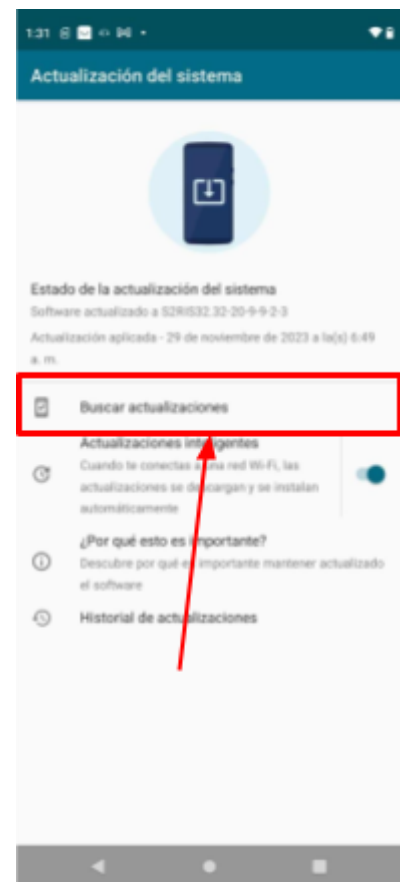 1:31
Actualización del sistema
Estado de la actualización del sistema
Software actualizado a S2RIS32.32-20-9-9-2-3
Actualización aplicada - 29 de noviembre de 2023 a la(s) 6:49
a. m.
Buscar actualizaciones
Actualizaciones inteligentes
Cuando te conectas a una red Wi-Fi, las
actualizaciones se descargan y se instalan
automáticamente
¿Por qué esto es importante?
Descubre por qué es importante mantener actualizado
el software
Historial de actualizaciones